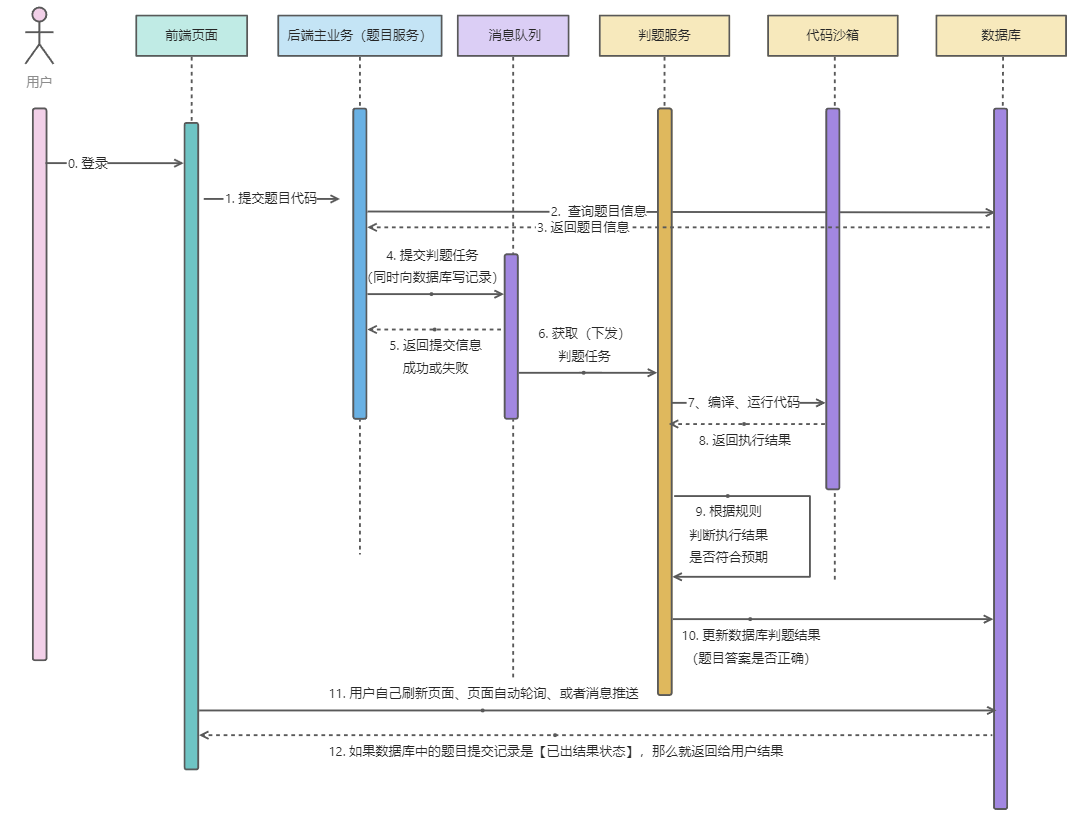 前端页面
后端主业务（题目服务）
消息队列
判题服务
代码沙箱
数据库
用户
0. 登录
1. 提交题目代码
2. 查询题目信息
3. 返回题目信息
4. 提交判题任务
（同时向数据库写记录）
5. 返回提交信息
成功或失败
6. 获取（下发）
判题任务
7、编译、运行代码
8. 返回执行结果
9. 根据规则
判断执行结果
是否符合预期
10. 更新数据库判题结果
（题目答案是否正确）
11. 用户自己刷新页面、页面自动轮询、或者消息推送
12. 如果数据库中的题目提交记录是【已出结果状态】，那么就返回给用户结果